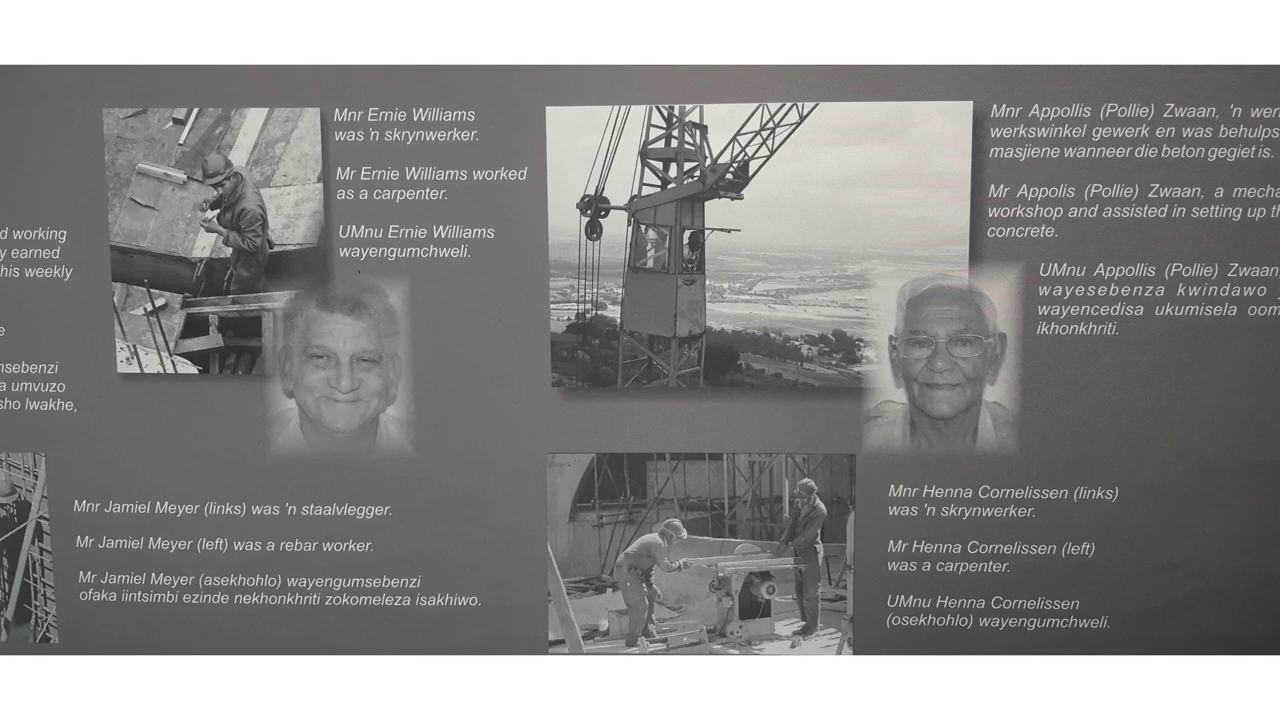 d working
y earned
his weekly
e
nsebenzi
a umvuzo
sho lwakhe,
Mnr Ernie Williams
was 'n skrynwerker.
Mr Ernie Williams worked
as a carpenter.
UMnu Ernie Williams
wayengumchweli.
Mnr Appollis (Pollie) Zwaan, 'n wer
werkswinkel gewerk en was behulps
masjiene wanneer die beton gegiet is.
Mr Appolis (Pollie) Zwaan, a mecha
workshop and assisted in setting up th
concrete.
UMnu Appollis (Pollie) Zwaan,
wayesebenza kwindawo
wayencedisa ukumisela oom
ikhonkhriti.
Mnr Jamiel Meyer (links) was 'n staalvlegger.
Mr Jamiel Meyer (left) was a rebar worker.
Mr Jamiel Meyer (asekhohlo) wayengumsebenzi
ofaka iintsimbi ezinde nekhonkhriti zokomeleza isakhiwo.
Mnr Henna Cornelissen (links)
was 'n skrynwerker.
Mr Henna Cornelissen (left)
was a carpenter.
UMnu Henna Cornelissen
(osekhohlo) wayengumchweli.